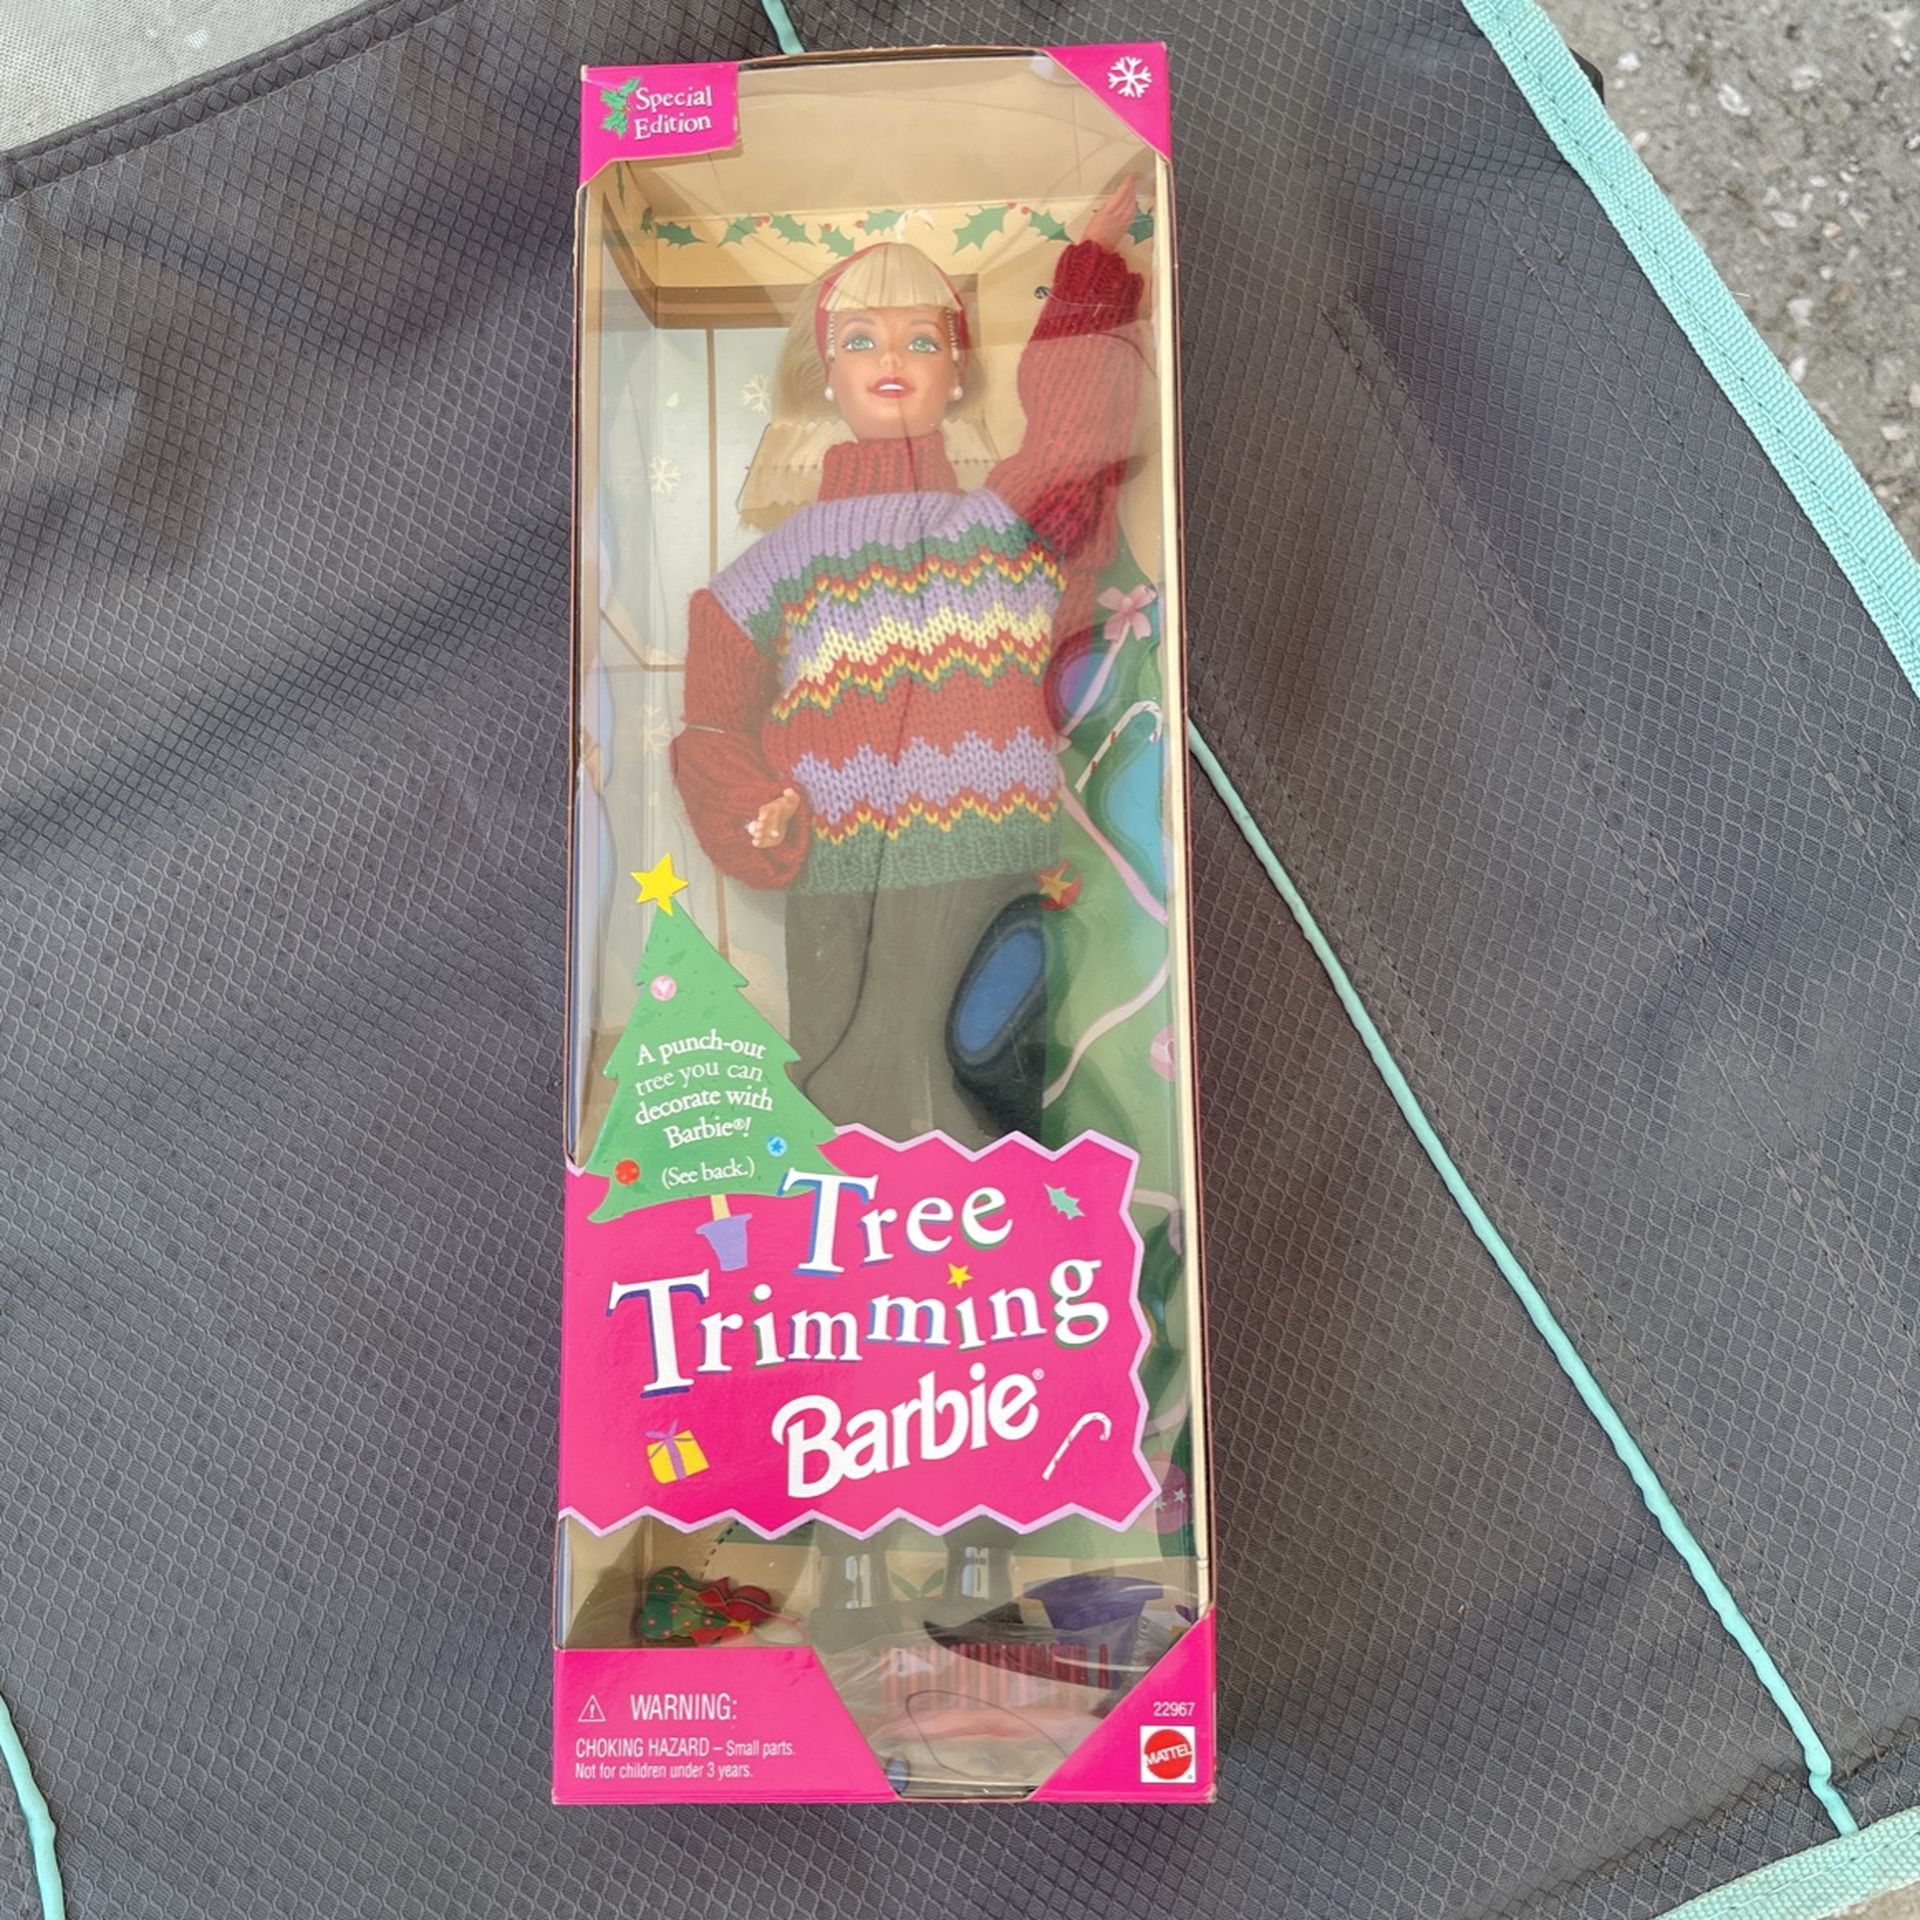 Special
Edition
A punch-out
tree you can
decorate with
Barbie®!
(See back.)
Tree
Trimming
Barbie®
⚠ WARNING:
CHOKING HAZARD – Small parts.
Not for children under 3 years.
22967
MATTEL